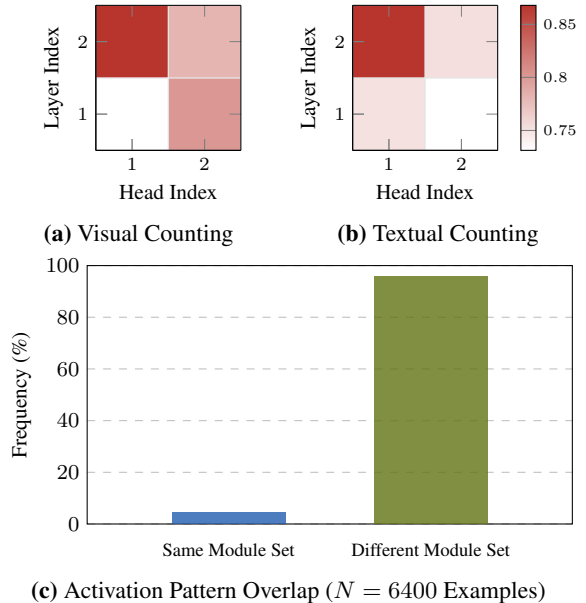 Layer Index
2
1
1 2
Head Index
(a) Visual Counting
Layer Index
2
1
1 2
Head Index
(b) Textual Counting
0.85
0.8
0.75
Frequency (%)
100
80
60
40
20
0
Same Module Set Different Module Set
(c) Activation Pattern Overlap (N = 6400 Examples)